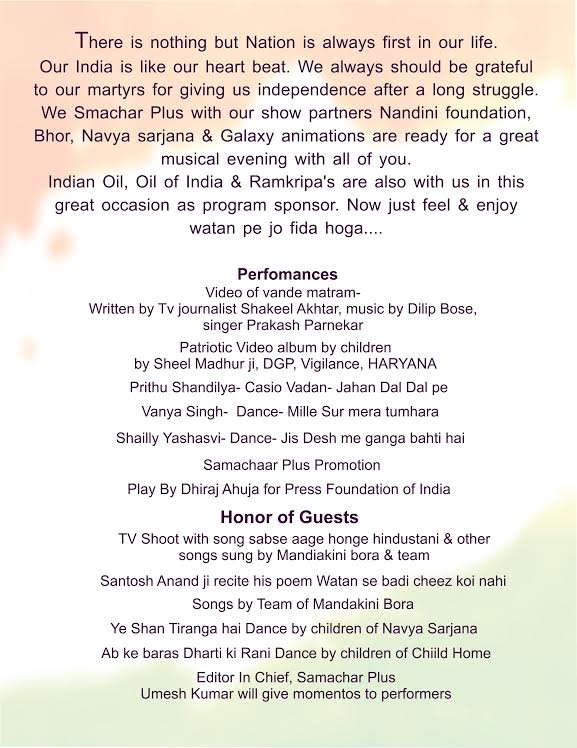 There is nothing but Nation is always first in our life.
Our India is like our heart beat. We always should be grateful
to our martyrs for giving us independence after a long struggle.
We Smachar Plus with our show partners Nandini foundation,
Bhor, Navya sarjana & Galaxy animations are ready for a great
musical evening with all of you.
Indian Oil, Oil of India & Ramkripa's are also with us in this
great occasion as program sponsor. Now just feel & enjoy
watan pe jo fida hoga....
Perfomances
Video of vande matram-
Written by Tv journalist Shakeel Akhtar, music by Dilip Bose,
singer Prakash Parnekar
Patriotic Video album by children
by Sheel Madhur ji, DGP, Vigilance, HARYANA
Prithu Shandilya- Casio Vadan- Jahan Dal Dal pe
Vanya Singh- Dance- Mille Sur mera tumhara
Shailly Yashasvi- Dance- Jis Desh me ganga bahti hai
Samachaar Plus Promotion
Play By Dhiraj Ahuja for Press Foundation of India
Honor of Guests
TV Shoot with song sabse aage honge hindustani & other
songs sung by Mandiakini bora & team
Santosh Anand ji recite his poem Watan se badi cheez koi nahi
Songs by Team of Mandakini Bora
Ye Shan Tiranga hai Dance by children of Navya Sarjana
Ab ke baras Dharti ki Rani Dance by children of Chiild Home
Editor In Chief, Samachar Plus
Umesh Kumar will give momentos to performers